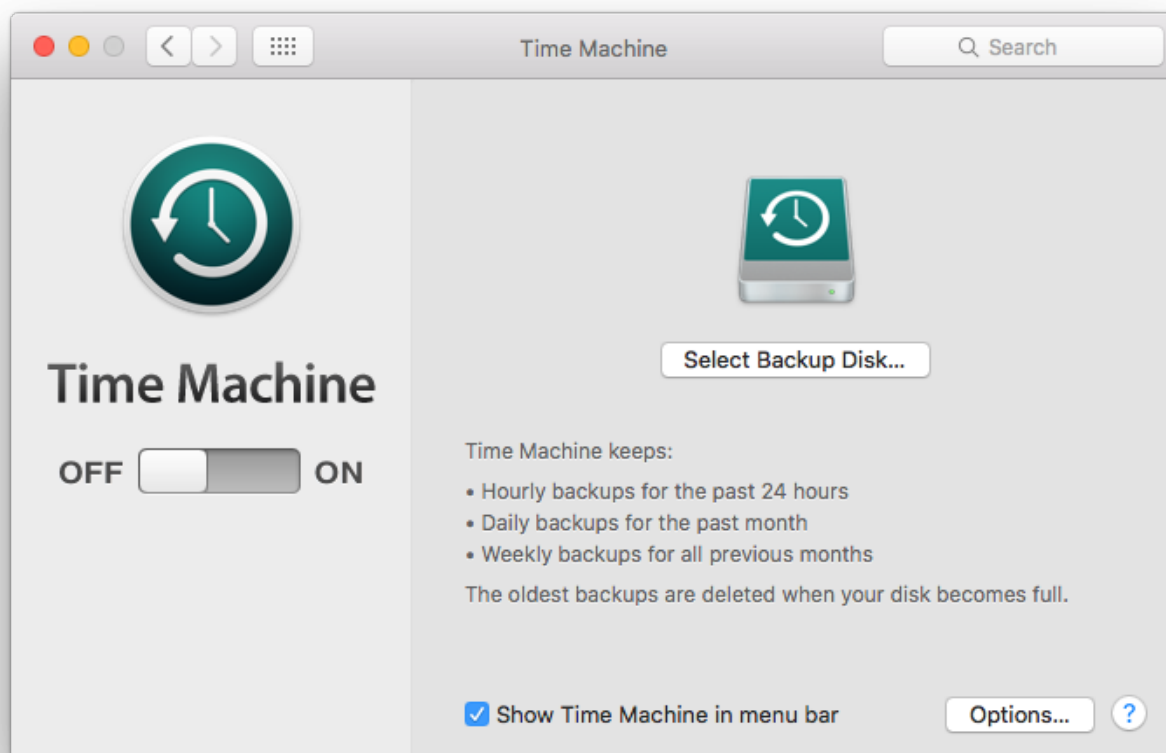 Time Machine
Search
Time Machine
OFF ON
Select Backup Disk...
Time Machine keeps:
• Hourly backups for the past 24 hours
• Daily backups for the past month
• Weekly backups for all previous months
The oldest backups are deleted when your disk becomes full.
Show Time Machine in menu bar
Options...
?